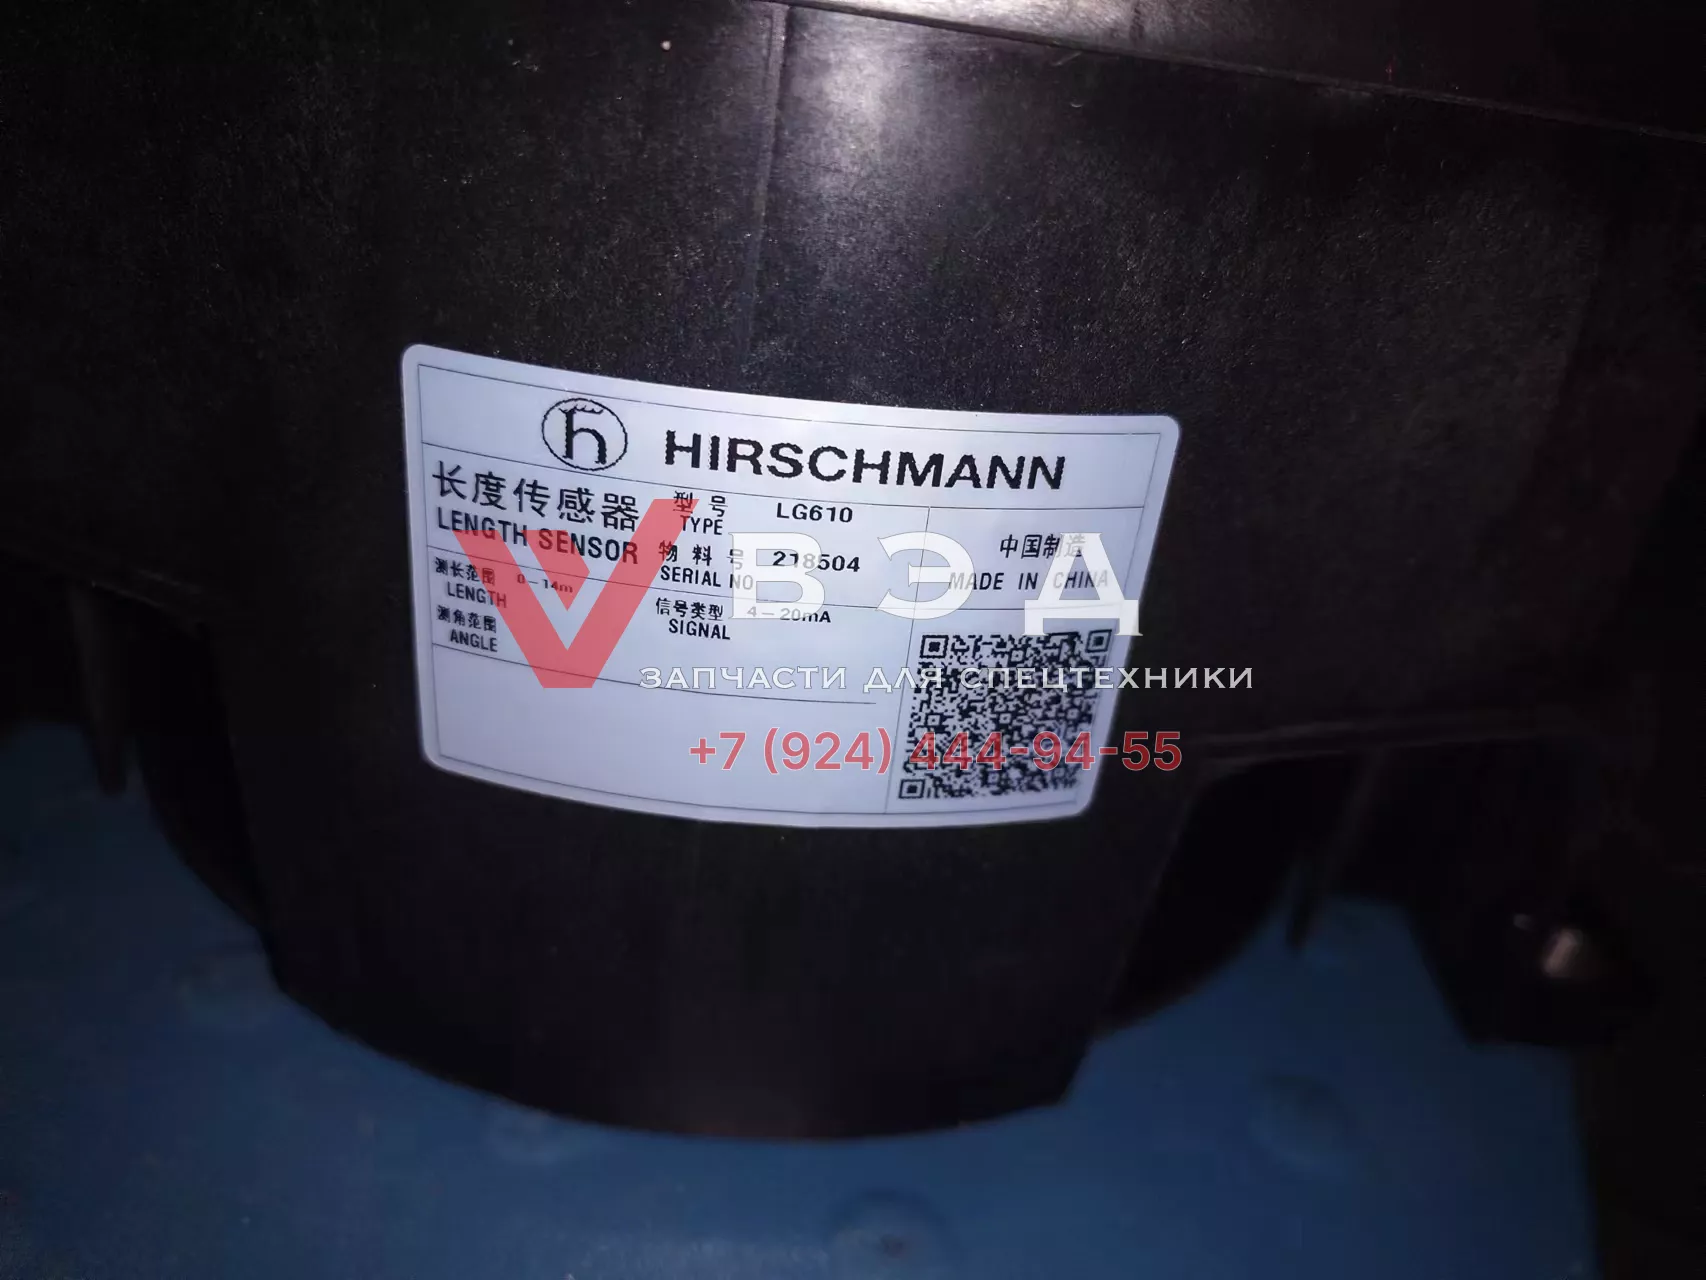 HIRSCHMANN
长度传感器
LENGTH SENSOR
型号 LG610
TYPE
物料号 218504
SERIAL NO
中国制造
MADE IN CHINA
测长范围 0-14m
LENGTH
信号类型 4-20mA
SIGNAL
测角范围
ANGLE
ВЭД
ЗАПЧАСТИ ДЛЯ СПЕЦТЕХНИКИ
+7 (924) 444-94-55